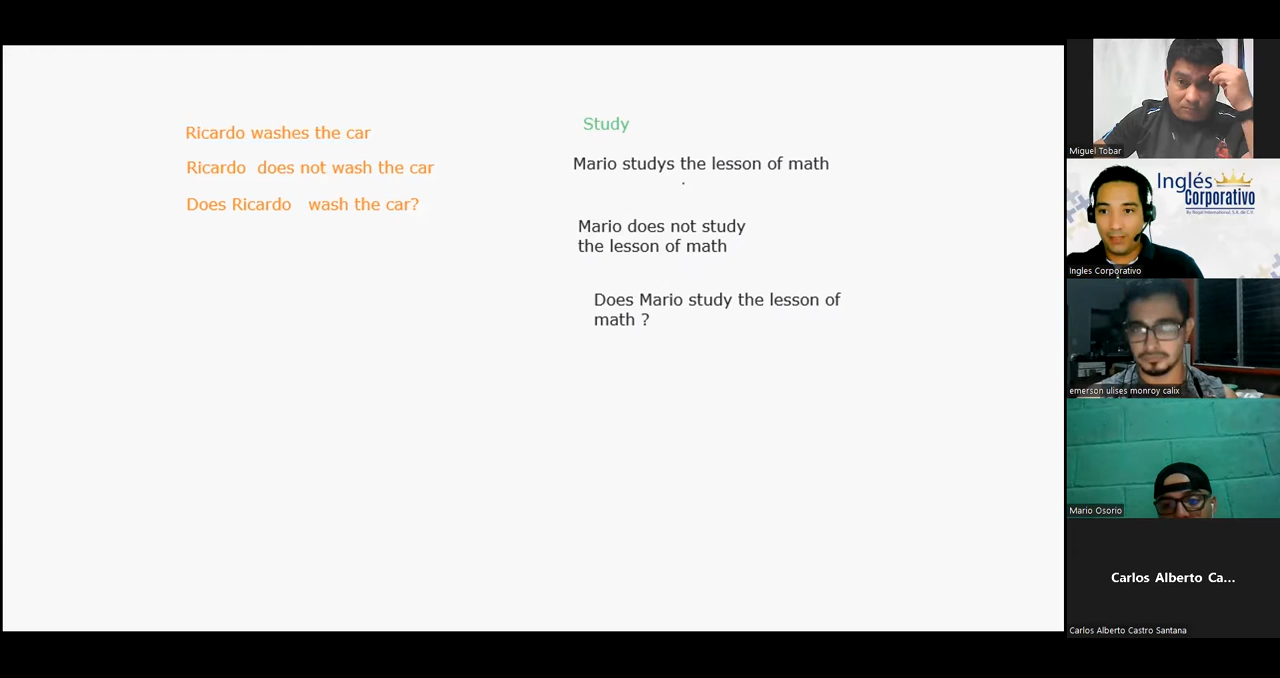 Ricardo washes the car
Ricardo does not wash the car
Does Ricardo wash the car?
Study
Mario studys the lesson of math
Mario does not study
the lesson of math
Does Mario study the lesson of
math ?
Miguel Tobar
Inglés
Corporativo
Ingles Corporativo
emerson ulises monroy calix
Mario Osorio
Carlos Alberto Ca...
Carlos Alberto Castro Santana